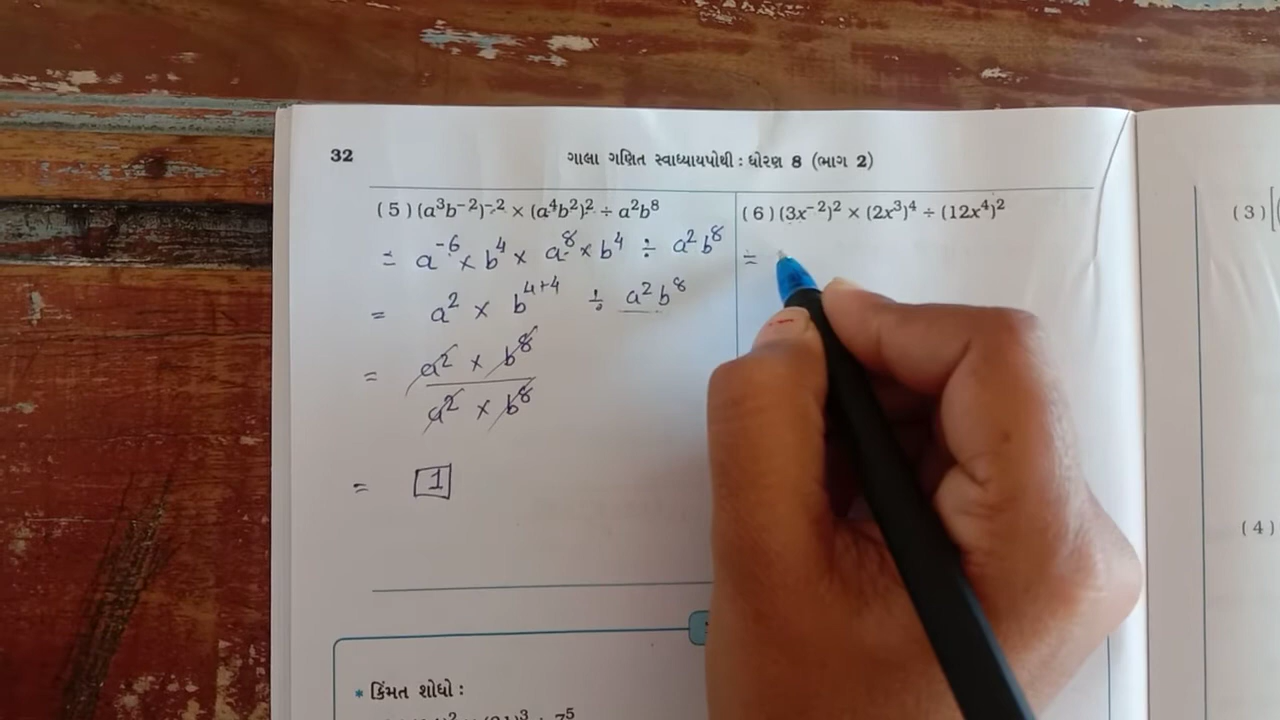 32
ગાલા ગણિત સ્વાધ્યાયપોથી : ધોરણ 8 (ભાગ 2)
(5) (a³b⁻²)⁻² × (a⁴b²)² ÷ a²b⁸
= a⁻⁶ × b⁴ × a⁸ × b⁴ ÷ a²b⁸
= a² × b⁴⁺⁴ ÷ a²b⁸
= a² × b⁸
a² × b⁸
= 1
(6) (3x⁻²)² × (2x³)⁴ ÷ (12x⁴)²
=
* કિંમત શોધો :
(3)
(4)